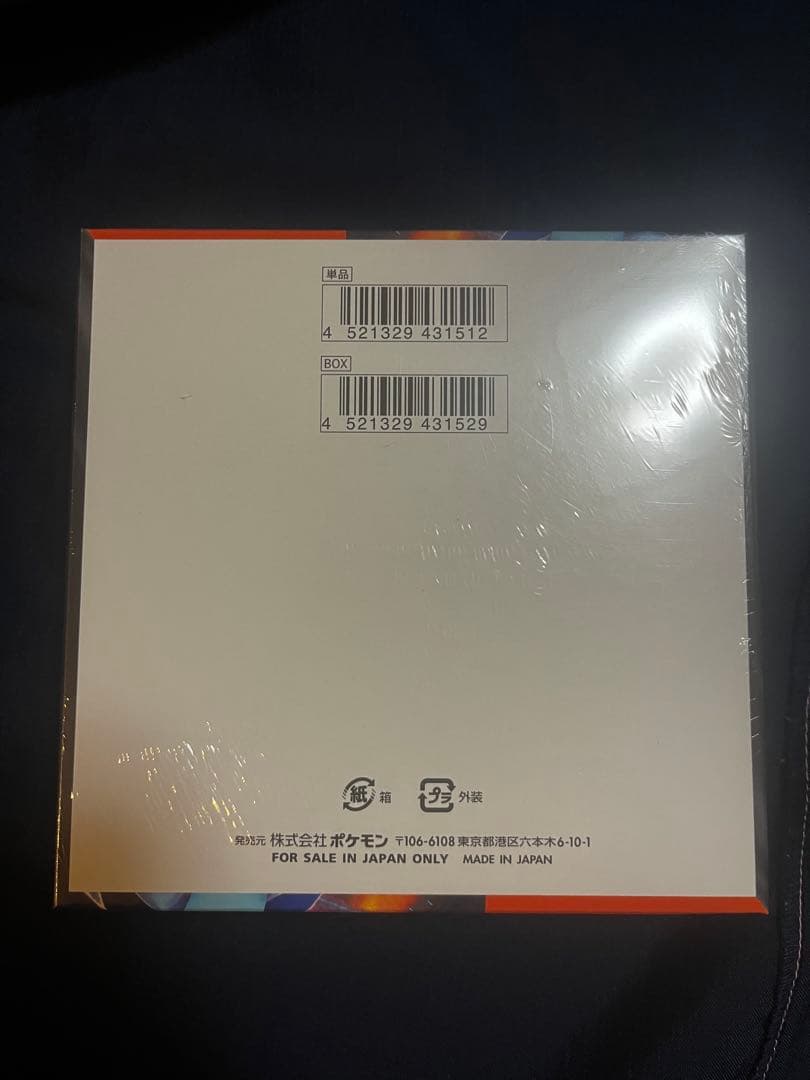 単品
4 521329 431512
BOX
4 521329 431529
紙 箱 プラ 外装
発売元 株式会社 ポケモン 〒106-6108 東京都港区六本木6-10-1
FOR SALE IN JAPAN ONLY MADE IN JAPAN